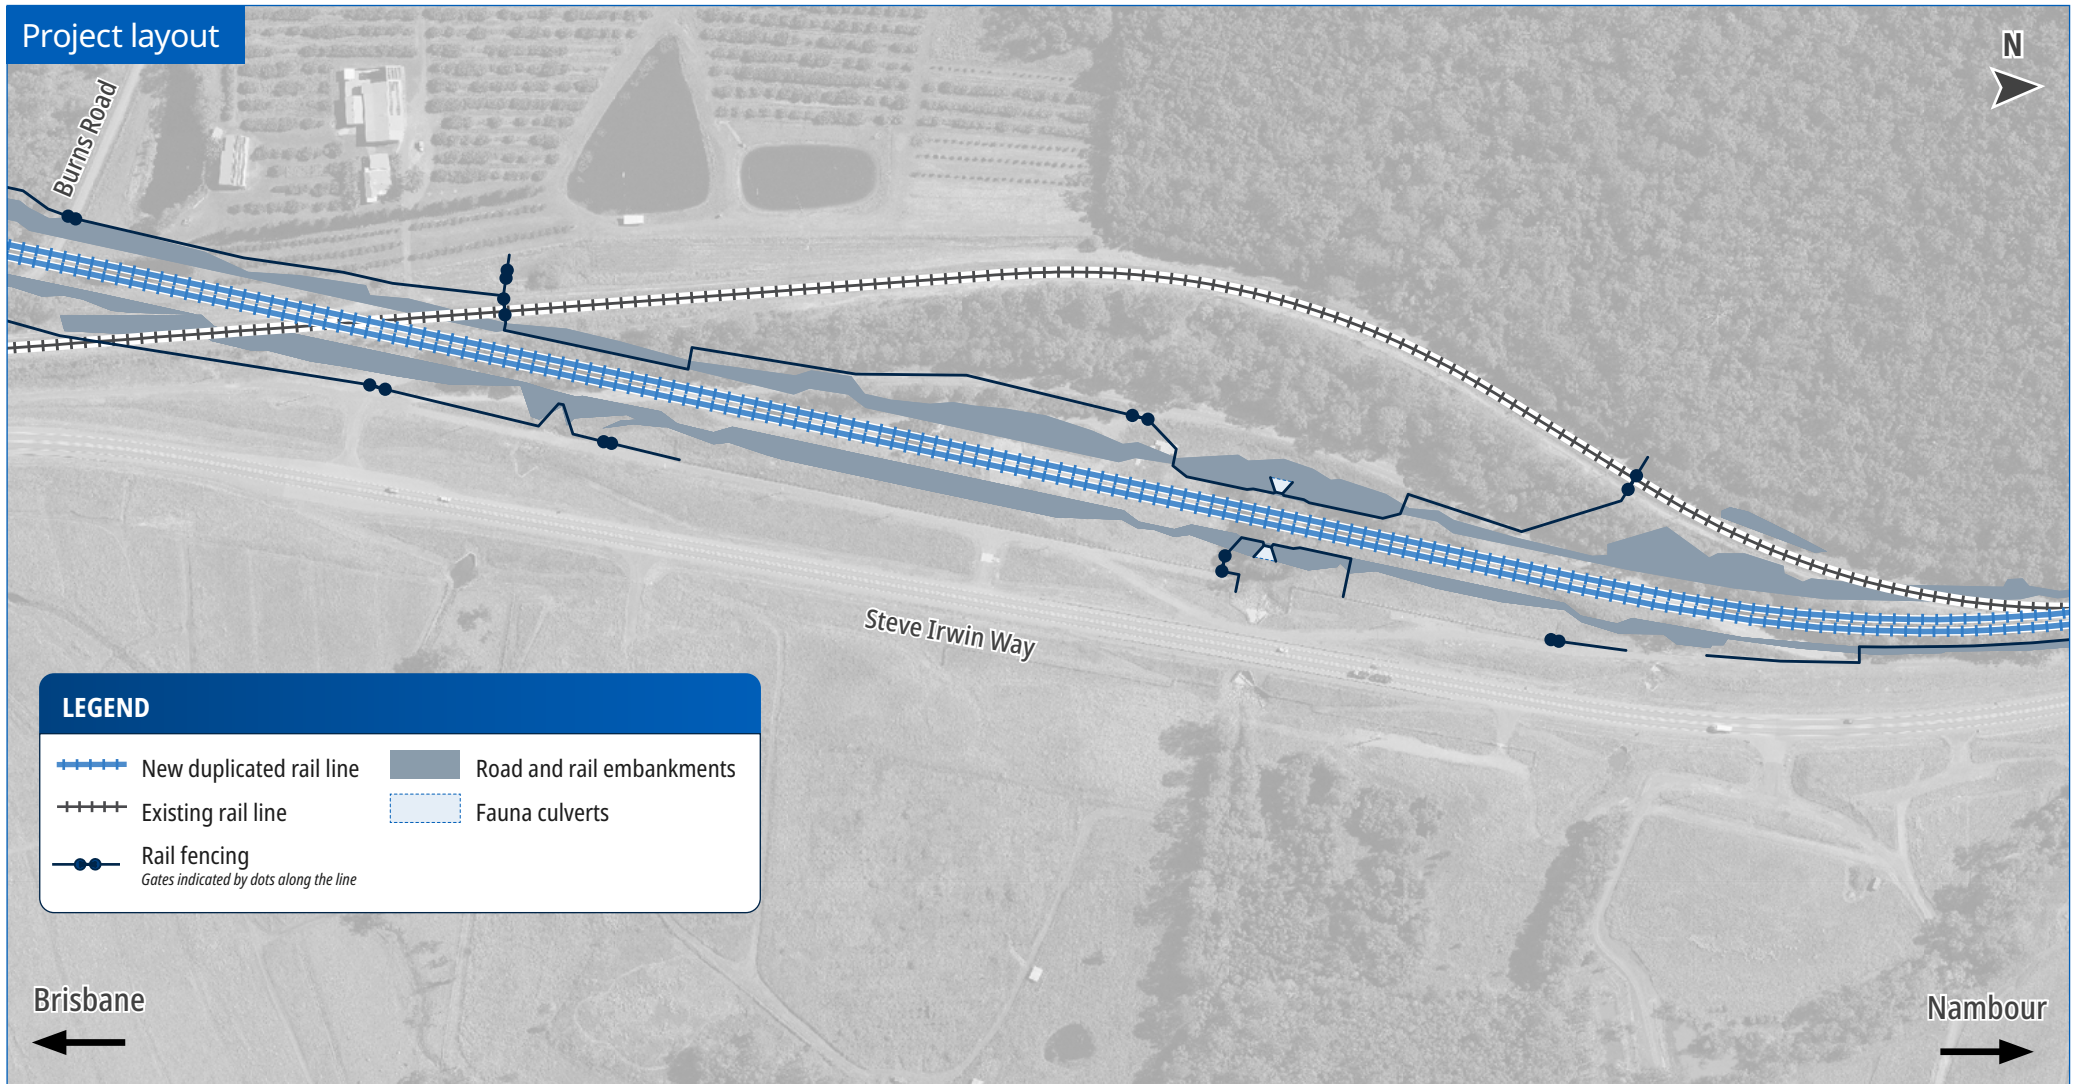 Project layout
N
Burns Road
Steve Irwin Way
LEGEND
New duplicated rail line
Road and rail embankments
Existing rail line
Fauna culverts
Rail fencing
Gates indicated by dots along the line
Brisbane
Nambour